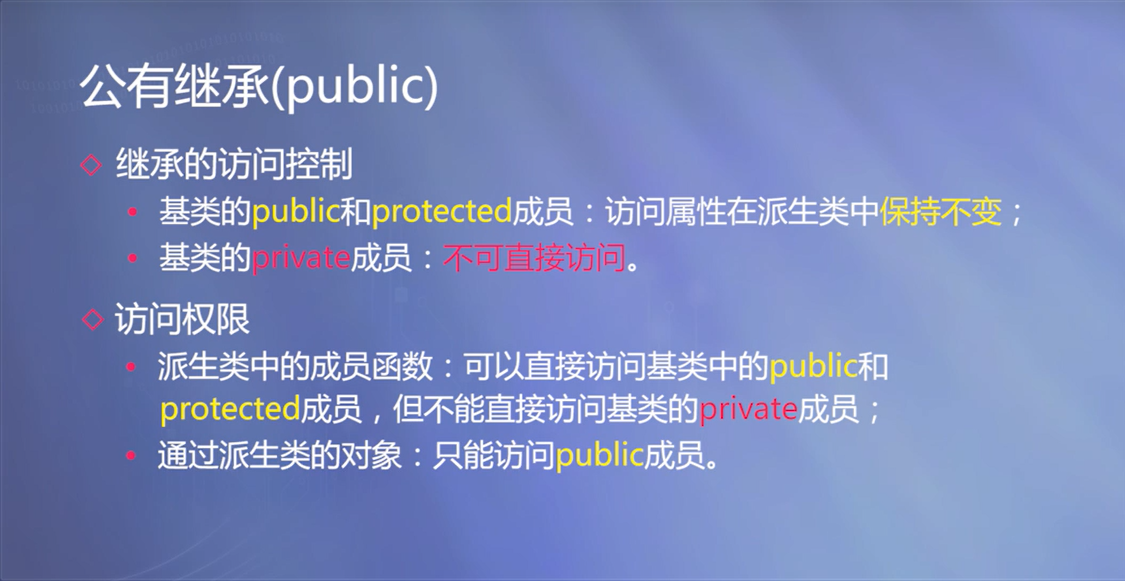 公有继承(public)
继承的访问控制
基类的public和protected成员：访问属性在派生类中保持不变；
基类的private成员：不可直接访问。
访问权限
派生类中的成员函数：可以直接访问基类中的public和
protected成员，但不能直接访问基类的private成员；
通过派生类的对象：只能访问public成员。